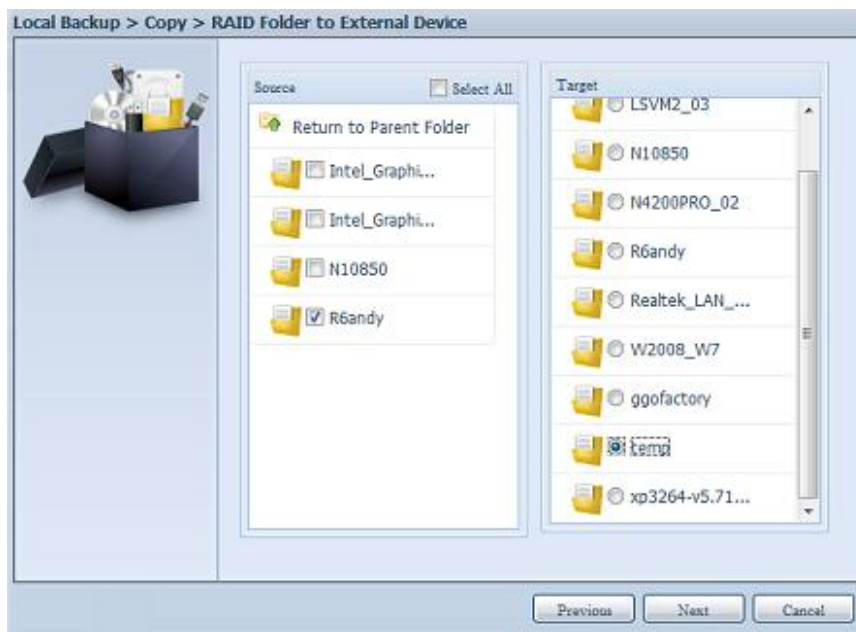 Local Backup > Copy > RAID Folder to External Device
Source
Select All
Return to Parent Folder
Intel_Graphi...
Intel_Graphi...
N10850
R6andy
Target
LSVM2_03
N10850
N4200PRO_02
R6andy
Realtek_LAN_...
W2008_W7
ggofactory
temp
xp3264-v5.71...
Previous
Next
Cancel